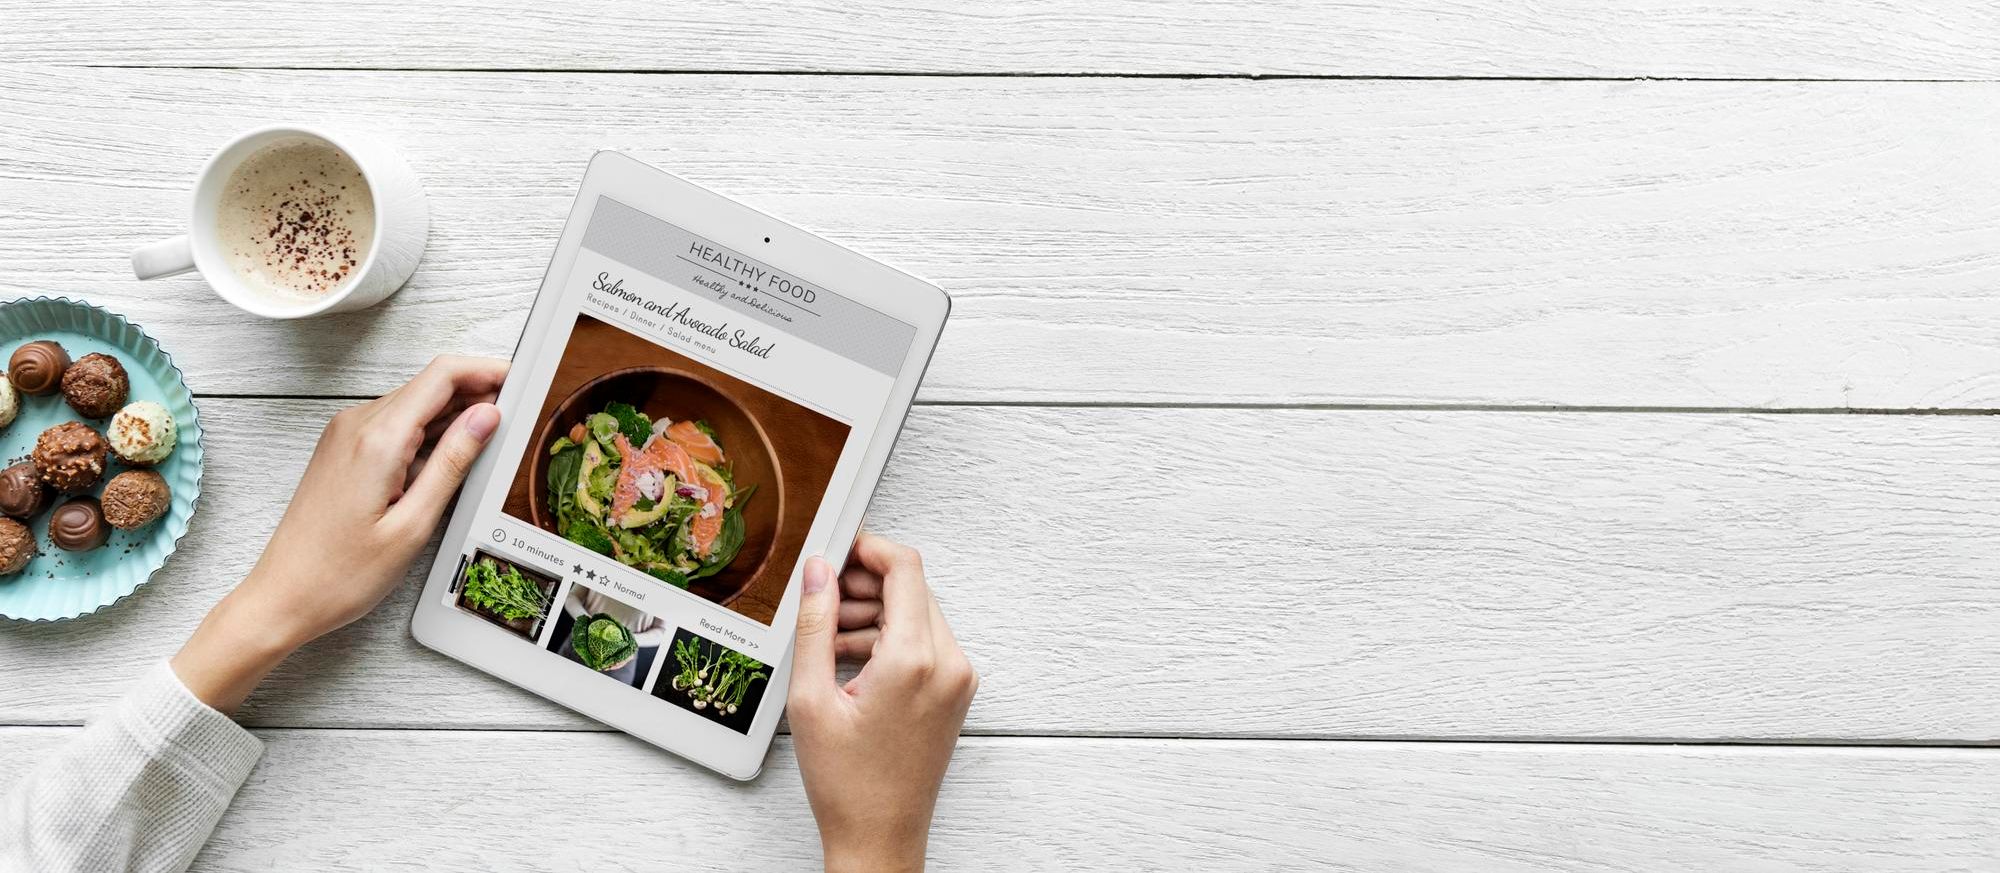 HEALTHY FOOD
Healthy and Delicious
Salmon and Avocado Salad
Recipes / Dinner / Salad menu
10 minutes
Normal
Read More >>